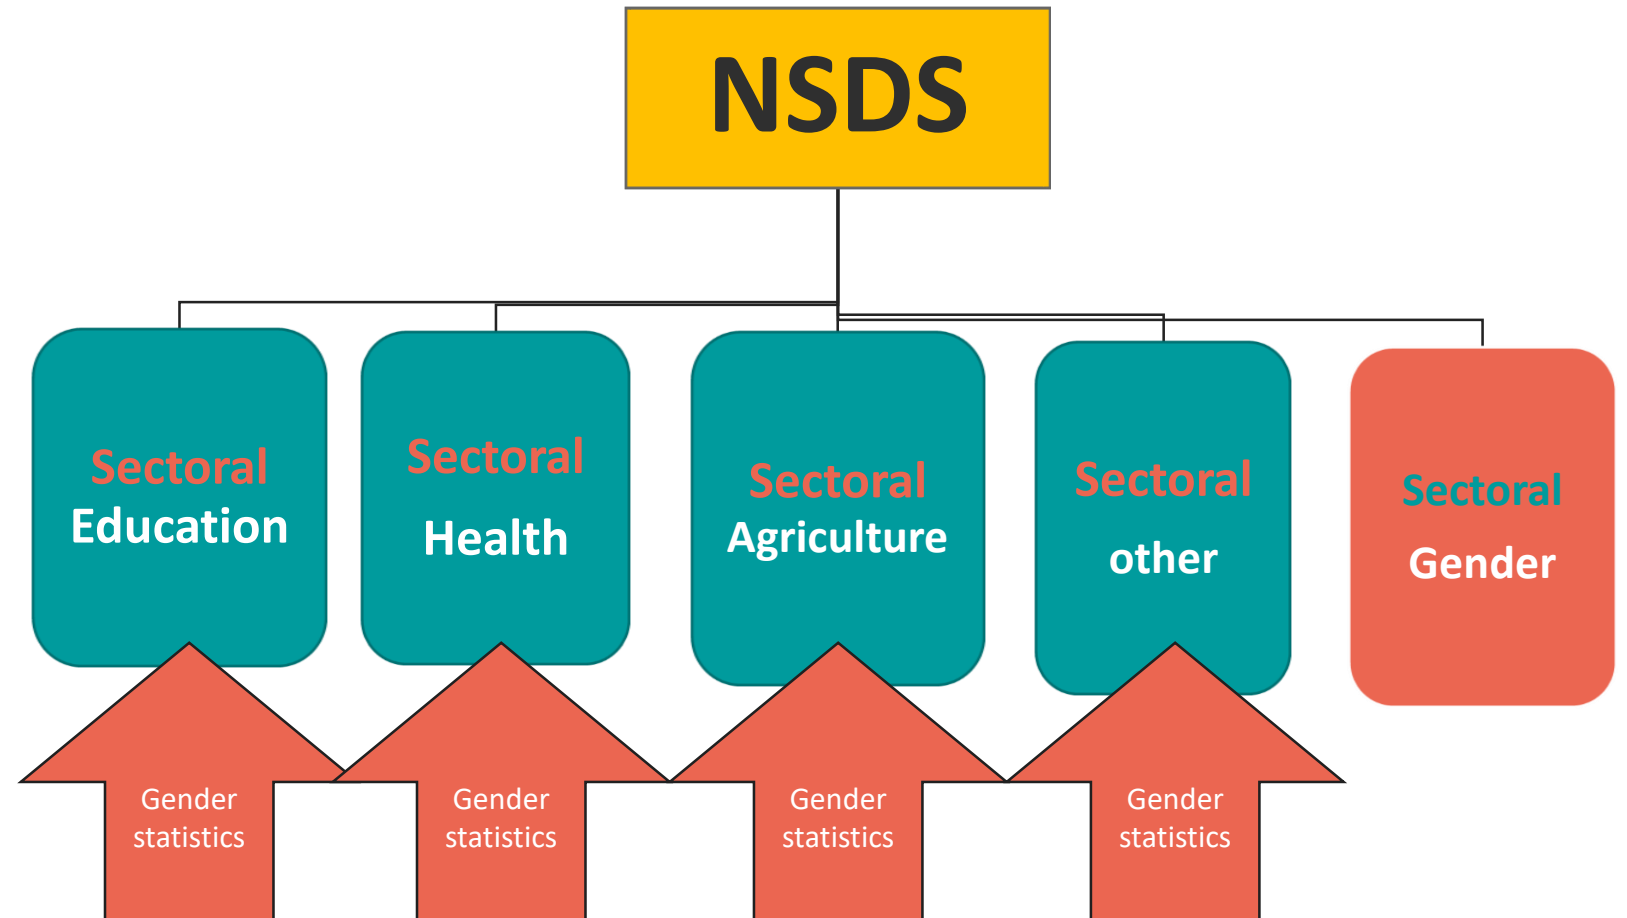 NSDS
Sectoral
Education
Sectoral
Health
Sectoral
Agriculture
Sectoral
other
Sectoral
Gender
Gender
statistics
Gender
statistics
Gender
statistics
Gender
statistics